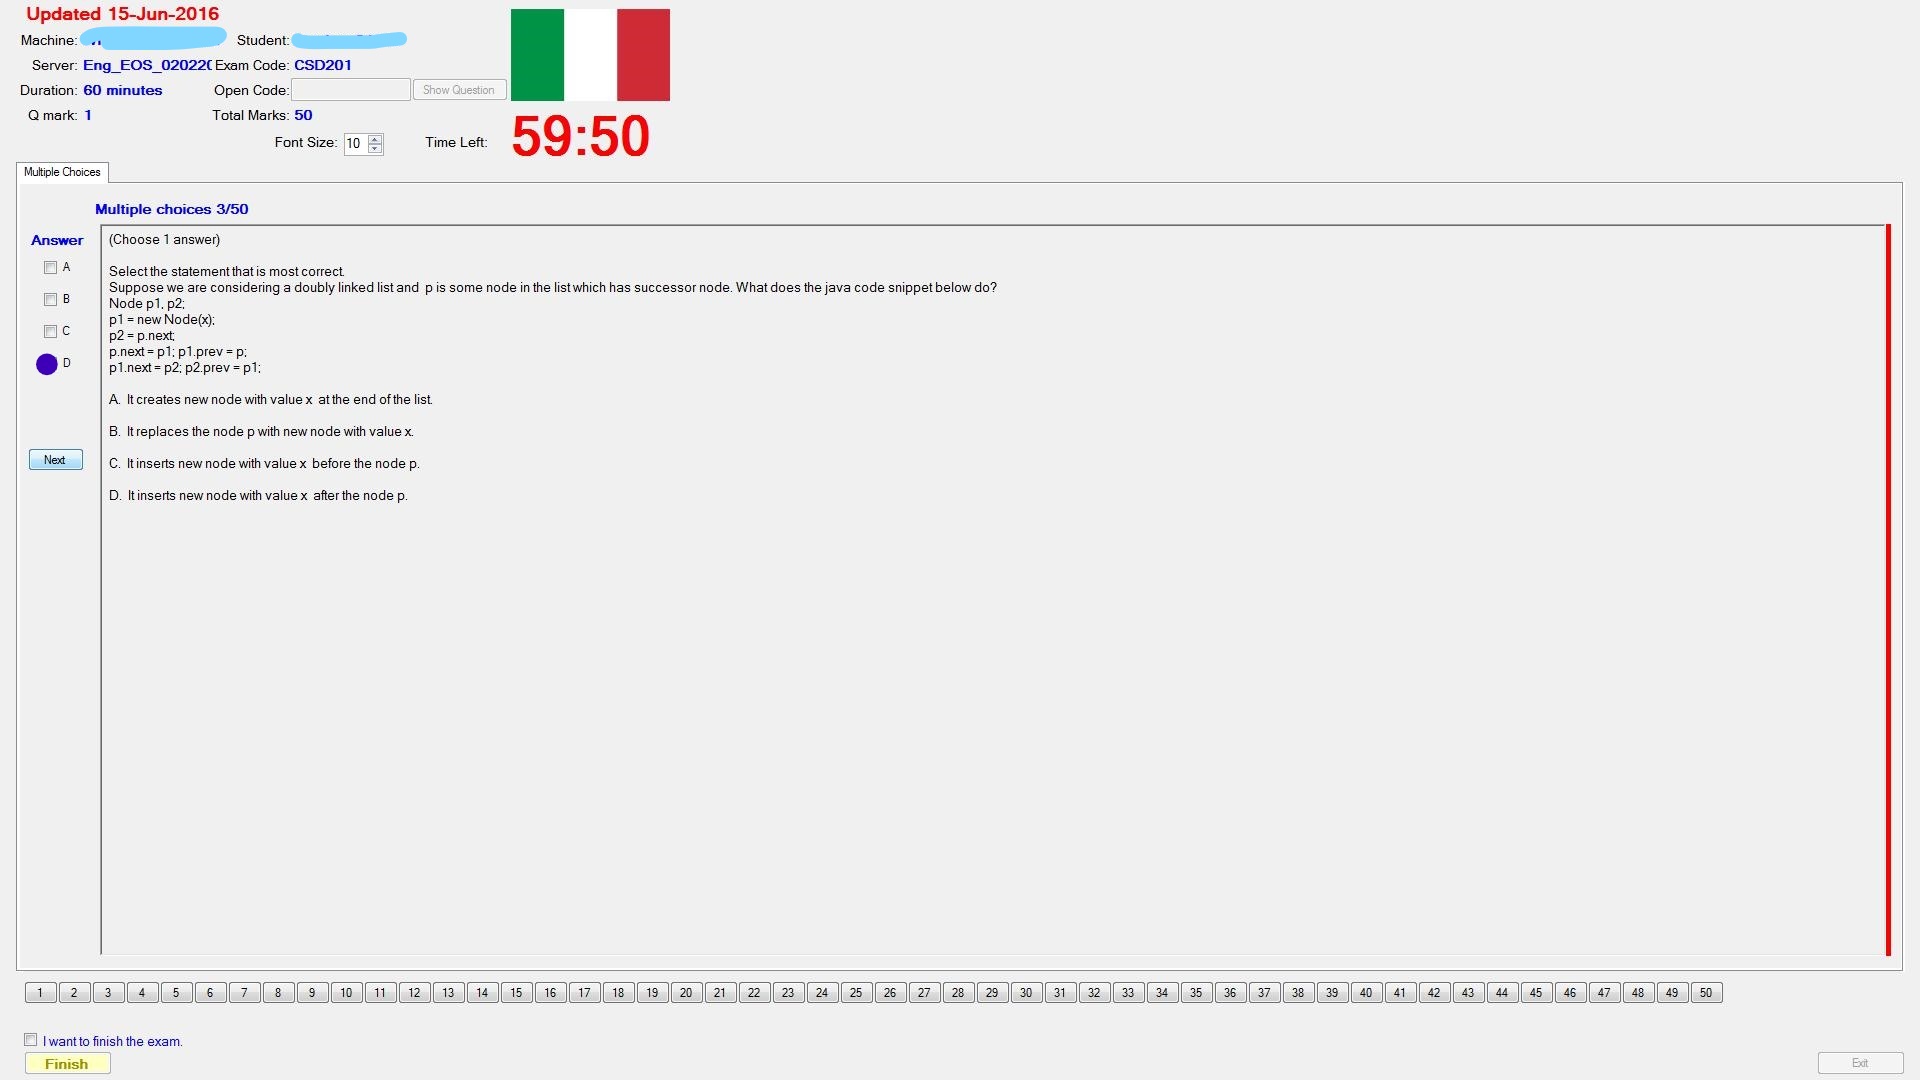 Updated 15-Jun-2016
Machine: Student:
Server: Eng_EOS_02022( Exam Code: CSD201
Duration: 60 minutes Open Code: Show Question
Q mark: 1 Total Marks: 50
Font Size: 10 Time Left: 59:50
Multiple Choices
Multiple choices 3/50
Answer
A
B
C
D
Next
(Choose 1 answer)
Select the statement that is most correct.
Suppose we are considering a doubly linked list and p is some node in the list which has successor node. What does the java code snippet below do?
Node p1, p2;
p1 = new Node(x);
p2 = p.next;
p.next = p1; p1.prev = p;
p1.next = p2; p2.prev = p1;
A. It creates new node with value x at the end of the list.
B. It replaces the node p with new node with value x.
C. It inserts new node with value x before the node p.
D. It inserts new node with value x after the node p.
1 2 3 4 5 6 7 8 9 10 11 12 13 14 15 16 17 18 19 20 21 22 23 24 25 26 27 28 29 30 31 32 33 34 35 36 37 38 39 40 41 42 43 44 45 46 47 48 49 50
I want to finish the exam.
Finish
Exit